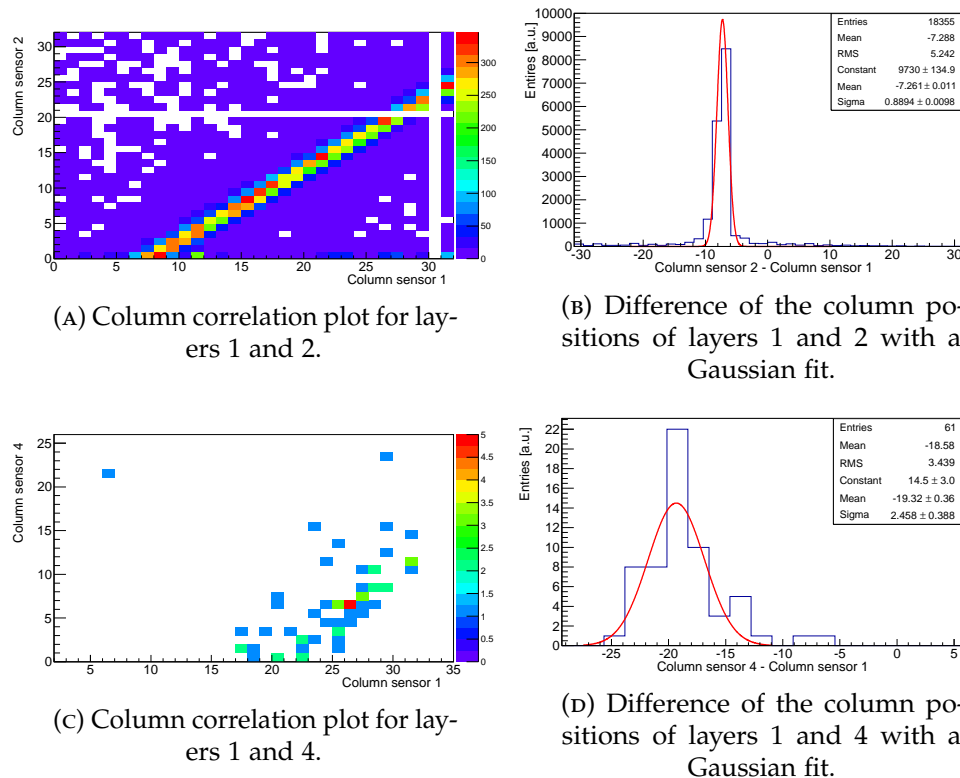 Column sensor 2
30
25
20
15
10
5
0
0 5 10 15 20 25 30
Column sensor 1
300
250
200
150
100
50
0
(A) Column correlation plot for lay-
ers 1 and 2.
Entires [a.u.]
10000
9000
8000
7000
6000
5000
4000
3000
2000
1000
0
-30 -20 -10 0 10 20 30
Column sensor 2 - Column sensor 1
Entries 18355
Mean -7.288
RMS 5.242
Constant 9730 ± 134.9
Mean -7.261 ± 0.011
Sigma 0.8894 ± 0.0098
(B) Difference of the column po-
sitions of layers 1 and 2 with a
Gaussian fit.
Column sensor 4
25
20
15
10
5
0
5 10 15 20 25 30 35
Column sensor 1
5
4.5
4
3.5
3
2.5
2
1.5
1
0.5
0
(C) Column correlation plot for lay-
ers 1 and 4.
Entries [a.u.]
22
20
18
16
14
12
10
8
6
4
2
0
-25 -20 -15 -10 -5 0 5
Column sensor 4 - Column sensor 1
Entries 61
Mean -18.58
RMS 3.439
Constant 14.5 ± 3.0
Mean -19.32 ± 0.36
Sigma 2.458 ± 0.388
(D) Difference of the column po-
sitions of layers 1 and 4 with a
Gaussian fit.